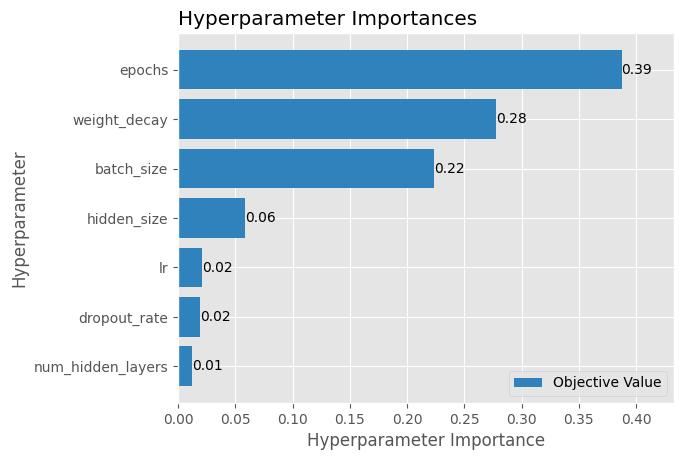 Hyperparameter Importances
Hyperparameter
epochs
0.39
weight_decay
0.28
batch_size
0.22
hidden_size
0.06
lr
0.02
dropout_rate
0.02
num_hidden_layers
0.01
Objective Value
0.00 0.05 0.10 0.15 0.20 0.25 0.30 0.35 0.40
Hyperparameter Importance